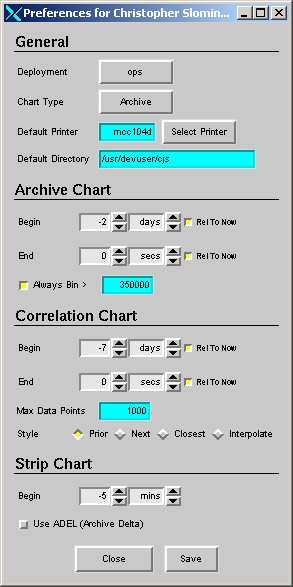 Preferences for Christopher Slomin...
General
Deployment ops
Chart Type Archive
Default Printer mcc104d Select Printer
Default Directory /usr/devuser/cjs
Archive Chart
Begin -2 days Rel To Now
End 0 secs Rel To Now
Always Bin > 350000
Correlation Chart
Begin -7 days Rel To Now
End 0 secs Rel To Now
Max Data Points 1000
Style Prior Next Closest Interpolate
Strip Chart
Begin -5 mins
Use ADEL (Archive Delta)
Close Save